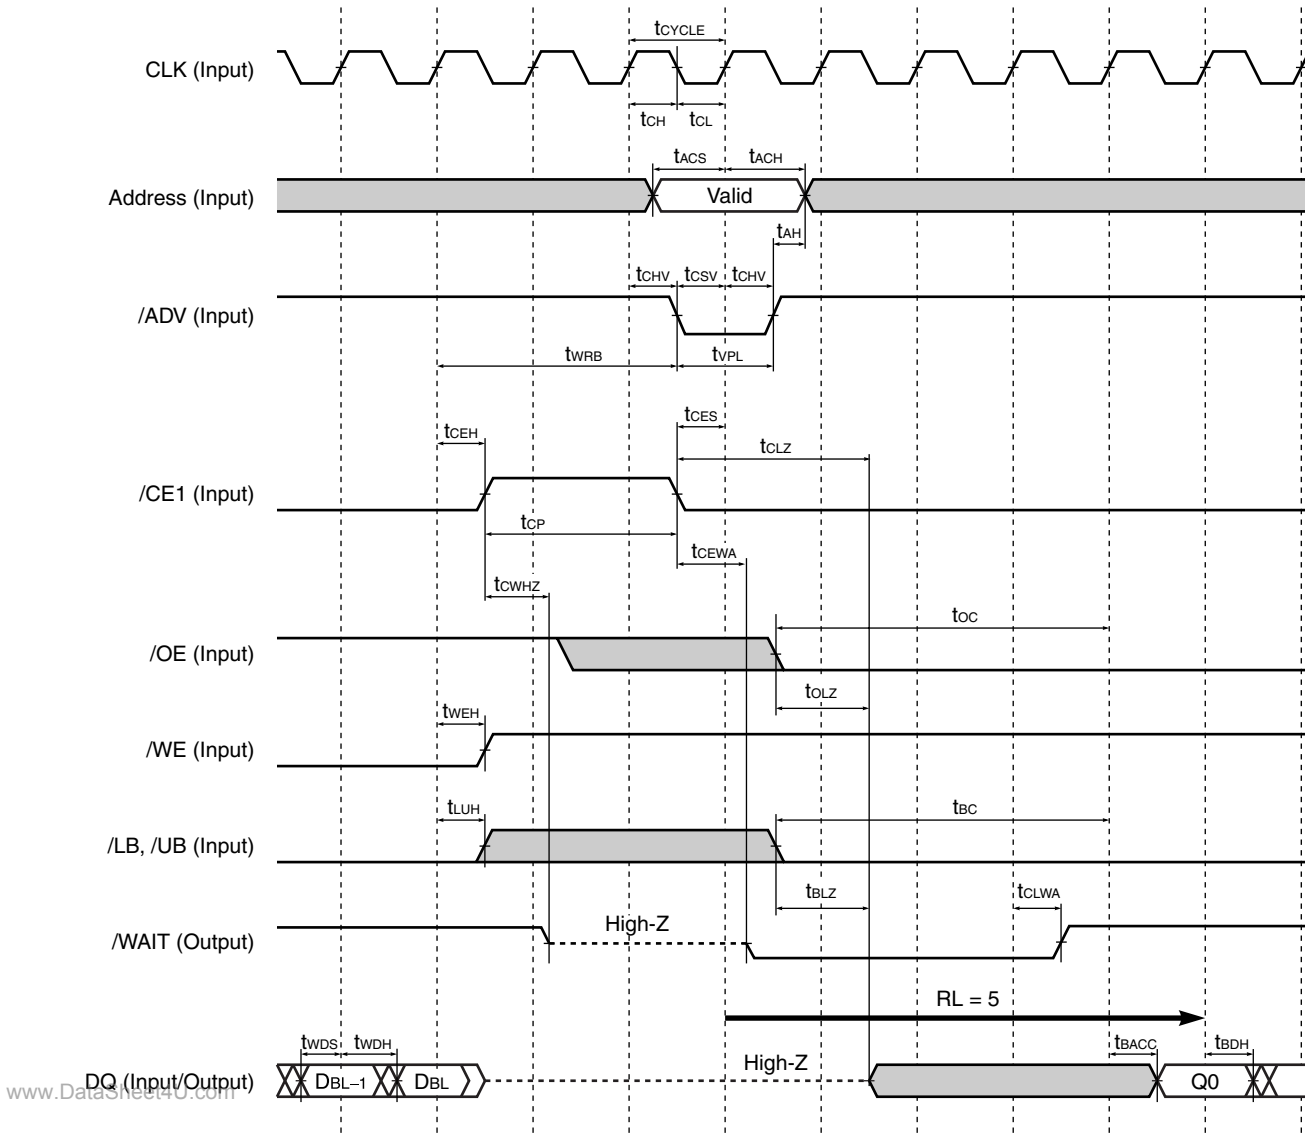 tCYCLE
CLK (Input)
tCH tCL
tACS tACH
Address (Input) Valid
tAH
tCHV tCSV tCHV
/ADV (Input)
tWRB tVPL
tCES
tCEH tCLZ
/CE1 (Input)
tCP
tCEWA
tCWHZ
tOC
/OE (Input)
tOLZ
tWEH
/WE (Input)
tLUH tBC
/LB, /UB (Input)
tBLZ tCLWA
High-Z
/WAIT (Output)
RL = 5
tWDS tWDH tBACC tBDH
High-Z
DQ (Input/Output) DBL–1 DBL Q0
www.DataSheet4U.com